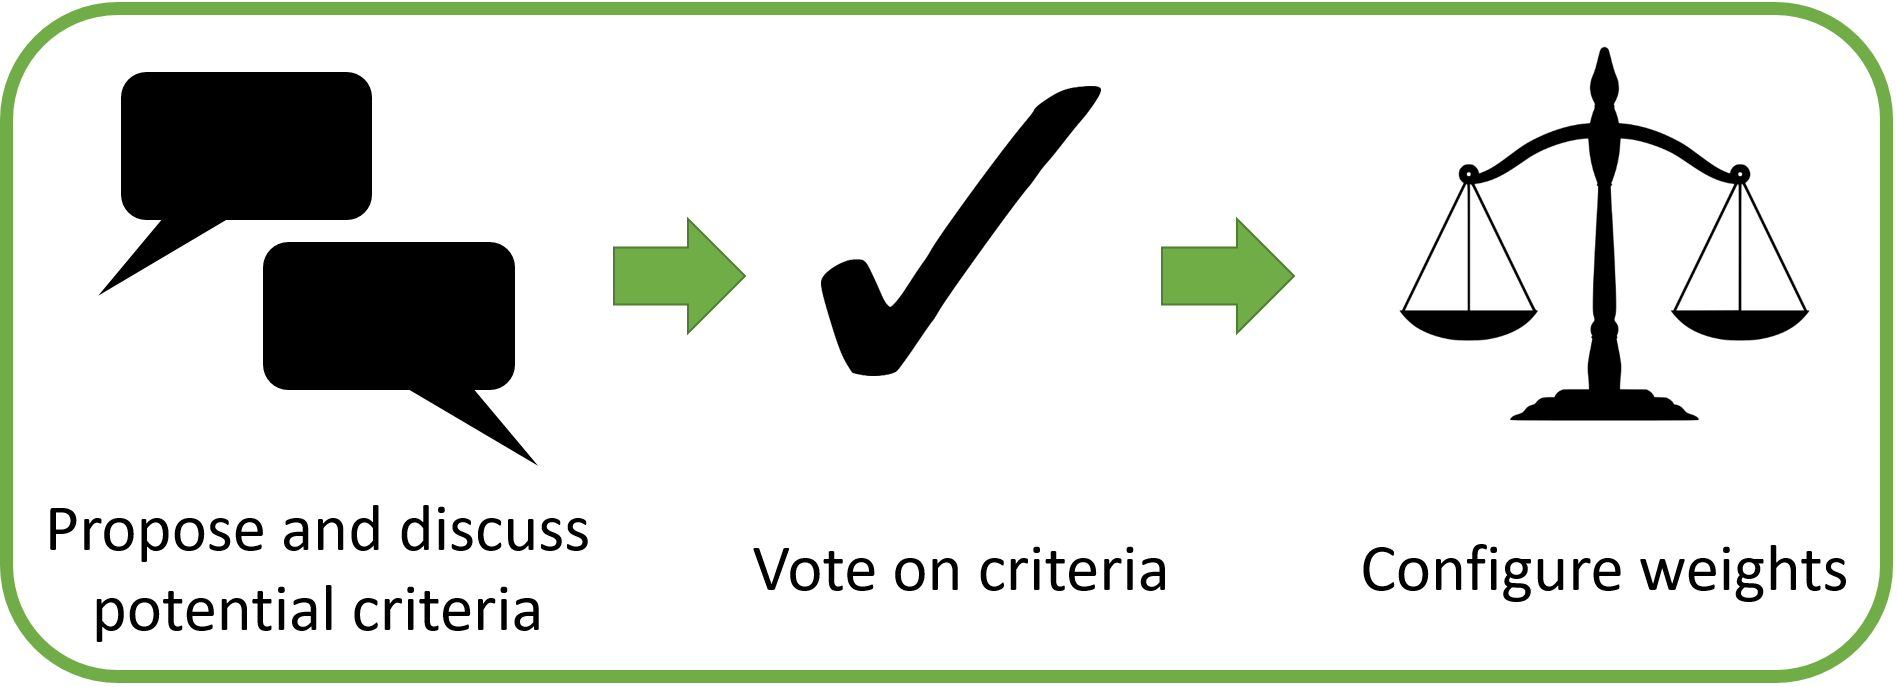 Propose and discuss
potential criteria
Vote on criteria
Configure weights